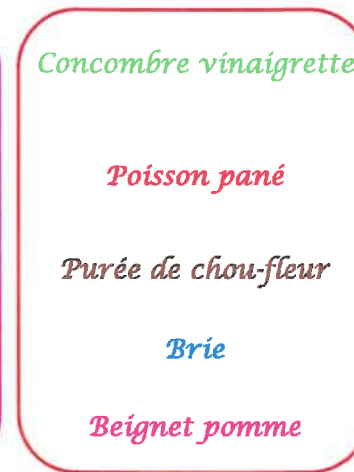 Concombre vinaigrette
Poisson pané
Purée de chou-fleur
Brie
Beignet pomme